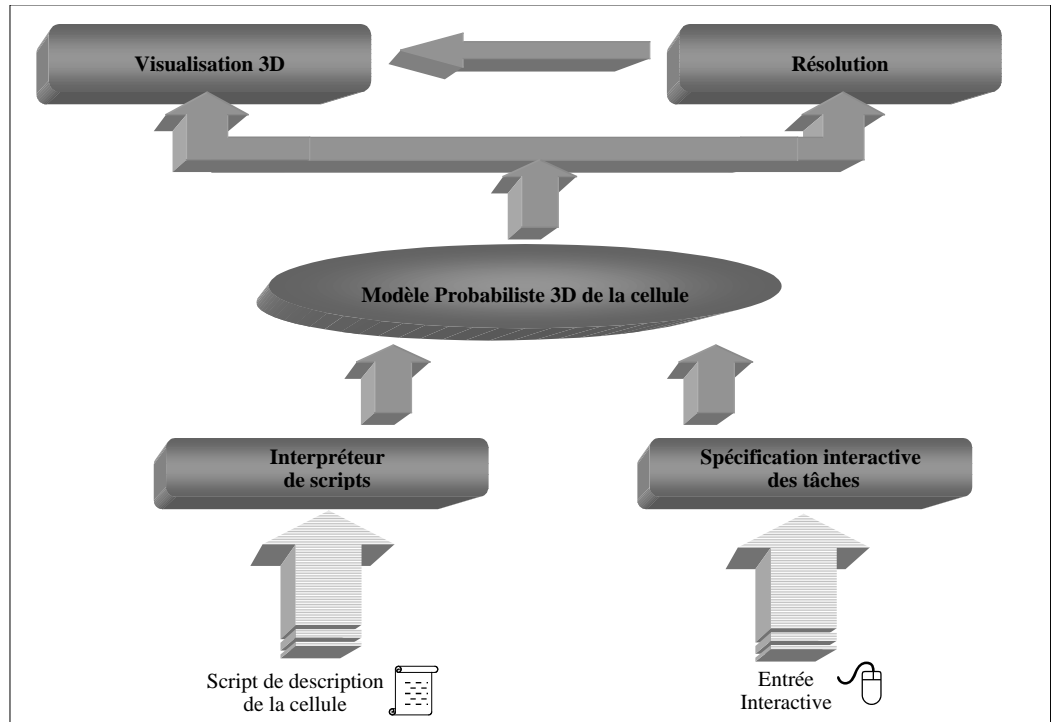 Visualisation 3D
Résolution
Modèle Probabiliste 3D de la cellule
Interpréteur
de scripts
Spécification interactive
des tâches
Script de description
de la cellule
Entrée
Interactive